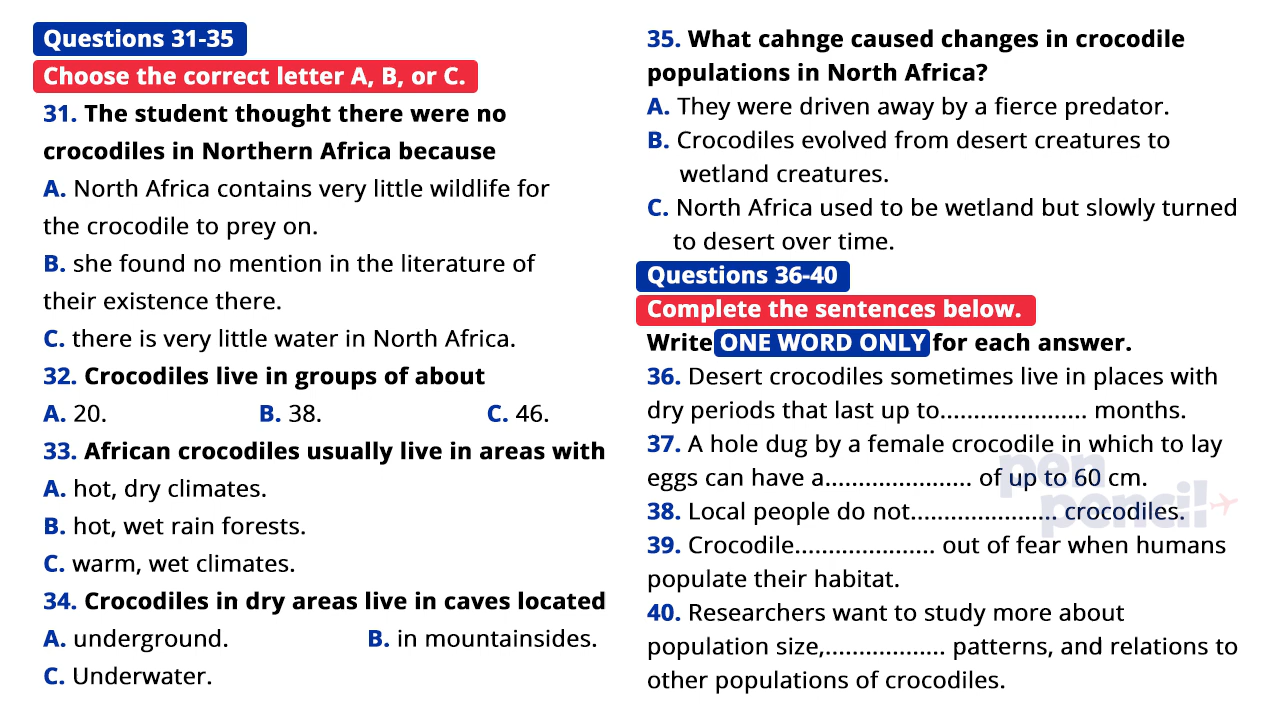 Questions 31-35
Choose the correct letter A, B, or C.
31. The student thought there were no
crocodiles in Northern Africa because
A. North Africa contains very little wildlife for
the crocodile to prey on.
B. she found no mention in the literature of
their existence there.
C. there is very little water in North Africa.
32. Crocodiles live in groups of about
A. 20. B. 38. C. 46.
33. African crocodiles usually live in areas with
A. hot, dry climates.
B. hot, wet rain forests.
C. warm, wet climates.
34. Crocodiles in dry areas live in caves located
A. underground. B. in mountainsides.
C. Underwater.
35. What cahnge caused changes in crocodile
populations in North Africa?
A. They were driven away by a fierce predator.
B. Crocodiles evolved from desert creatures to
wetland creatures.
C. North Africa used to be wetland but slowly turned
to desert over time.
Questions 36-40
Complete the sentences below.
Write ONE WORD ONLY for each answer.
36. Desert crocodiles sometimes live in places with
dry periods that last up to...................... months.
37. A hole dug by a female crocodile in which to lay
eggs can have a...................... of up to 60 cm.
38. Local people do not...................... crocodiles.
39. Crocodile..................... out of fear when humans
populate their habitat.
40. Researchers want to study more about
population size,.................. patterns, and relations to
other populations of crocodiles.
pen
pencil